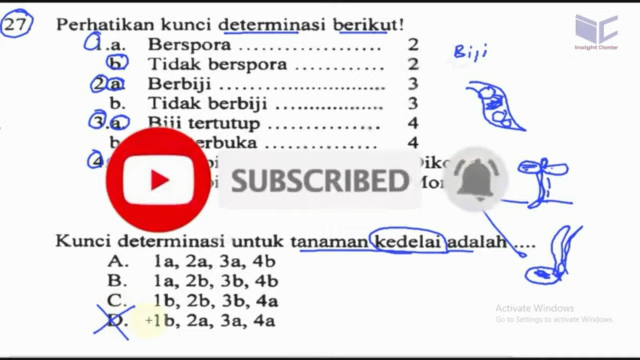 27 Perhatikan kunci determinasi berikut!
1.a. Berspora .................... 2
b. Tidak berspora ............. 2
2.a. Berbiji ....................... 3
b. Tidak berbiji ................ 3
3.a. Biji tertutup ................ 4
erbuka .............. 4
4
SUBSCRIBED
Biji
Insight Center
Kunci determinasi untuk tanaman kedelai adalah ....
A. 1a, 2a, 3a, 4b
B. 1a, 2b, 3b, 4b
C. 1b, 2b, 3b, 4a
D. 1b, 2a, 3a, 4a
Activate Windows
Go to Settings to activate Windows.